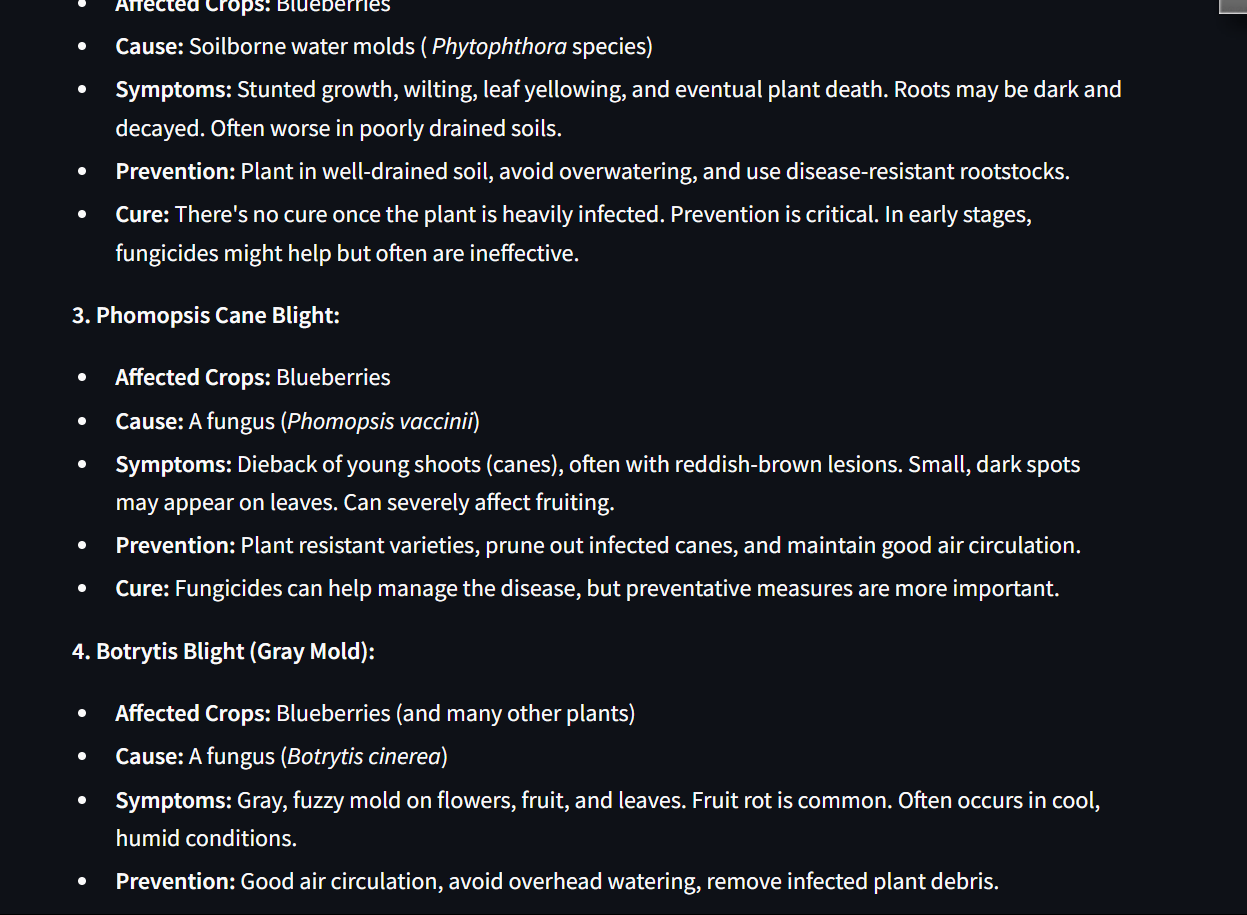 Affected Crops: Blueberries
Cause: Soilborne water molds ( Phytophthora species)
Symptoms: Stunted growth, wilting, leaf yellowing, and eventual plant death. Roots may be dark and
decayed. Often worse in poorly drained soils.
Prevention: Plant in well-drained soil, avoid overwatering, and use disease-resistant rootstocks.
Cure: There's no cure once the plant is heavily infected. Prevention is critical. In early stages,
fungicides might help but often are ineffective.
3. Phomopsis Cane Blight:
Affected Crops: Blueberries
Cause: A fungus (Phomopsis vaccinii)
Symptoms: Dieback of young shoots (canes), often with reddish-brown lesions. Small, dark spots
may appear on leaves. Can severely affect fruiting.
Prevention: Plant resistant varieties, prune out infected canes, and maintain good air circulation.
Cure: Fungicides can help manage the disease, but preventative measures are more important.
4. Botrytis Blight (Gray Mold):
Affected Crops: Blueberries (and many other plants)
Cause: A fungus (Botrytis cinerea)
Symptoms: Gray, fuzzy mold on flowers, fruit, and leaves. Fruit rot is common. Often occurs in cool,
humid conditions.
Prevention: Good air circulation, avoid overhead watering, remove infected plant debris.